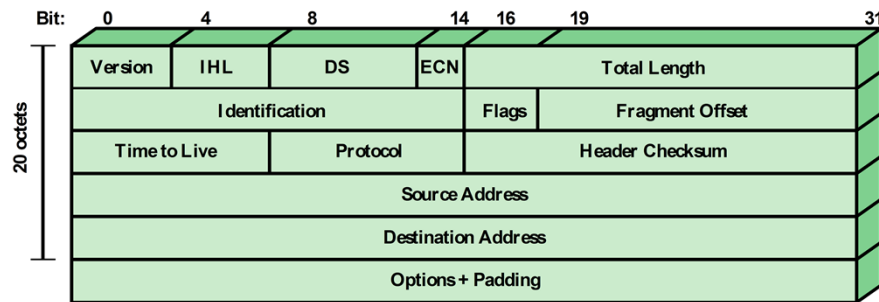 Bit: 0 4 8 14 16 19 31
Version IHL DS ECN Total Length
Identification Flags Fragment Offset
Time to Live Protocol Header Checksum
Source Address
Destination Address
Options + Padding
20 octets